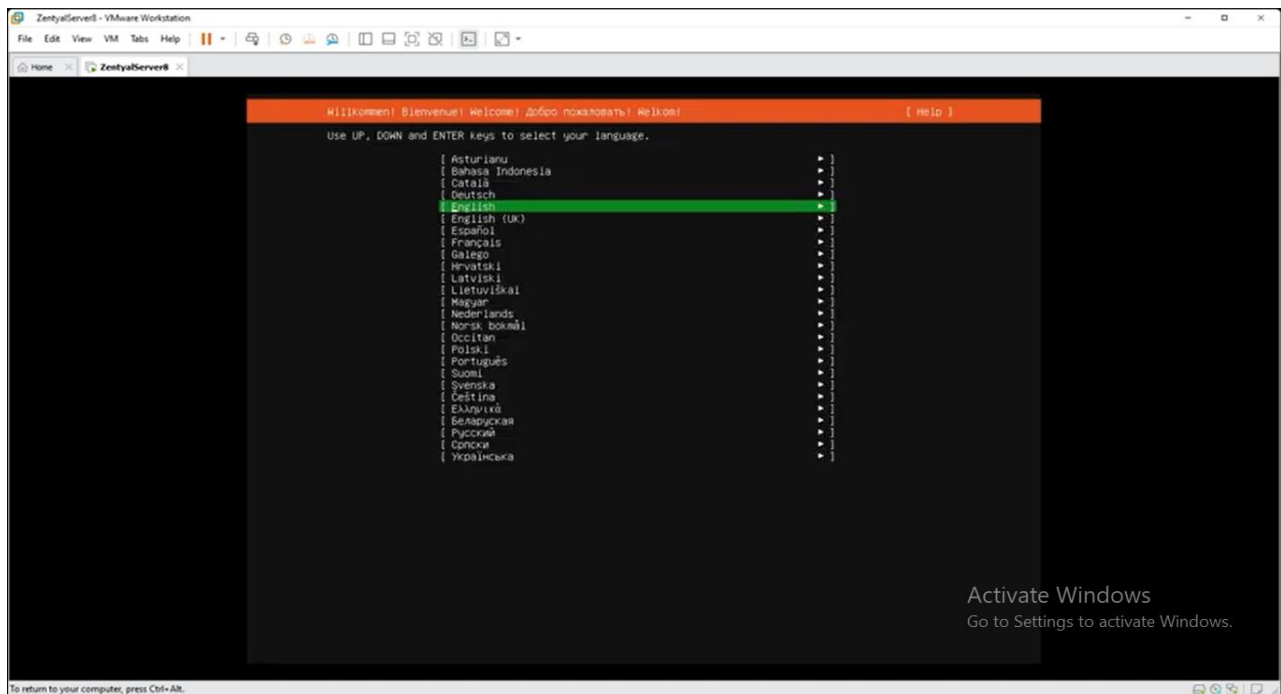 ZentyalServer8 - VMware Workstation
File Edit View VM Tabs Help
Home ZentyalServer8
Willkommen! Bienvenue! Welcome! Добро пожаловать! Welkom! [ Help ]
Use UP, DOWN and ENTER keys to select your language.
[ Asturianu ► ]
[ Bahasa Indonesia ► ]
[ Català ► ]
[ Deutsch ► ]
[ English ► ]
[ English (UK) ► ]
[ Español ► ]
[ Français ► ]
[ Galego ► ]
[ Hrvatski ► ]
[ Latviski ► ]
[ Lietuviškai ► ]
[ Magyar ► ]
[ Nederlands ► ]
[ Norsk bokmål ► ]
[ Occitan ► ]
[ Polski ► ]
[ Português ► ]
[ Suomi ► ]
[ Svenska ► ]
[ Čeština ► ]
[ Ελληνικά ► ]
[ Беларуская ► ]
[ Русский ► ]
[ Српски ► ]
[ Українська ► ]
Activate Windows
Go to Settings to activate Windows.
To return to your computer, press Ctrl+Alt.